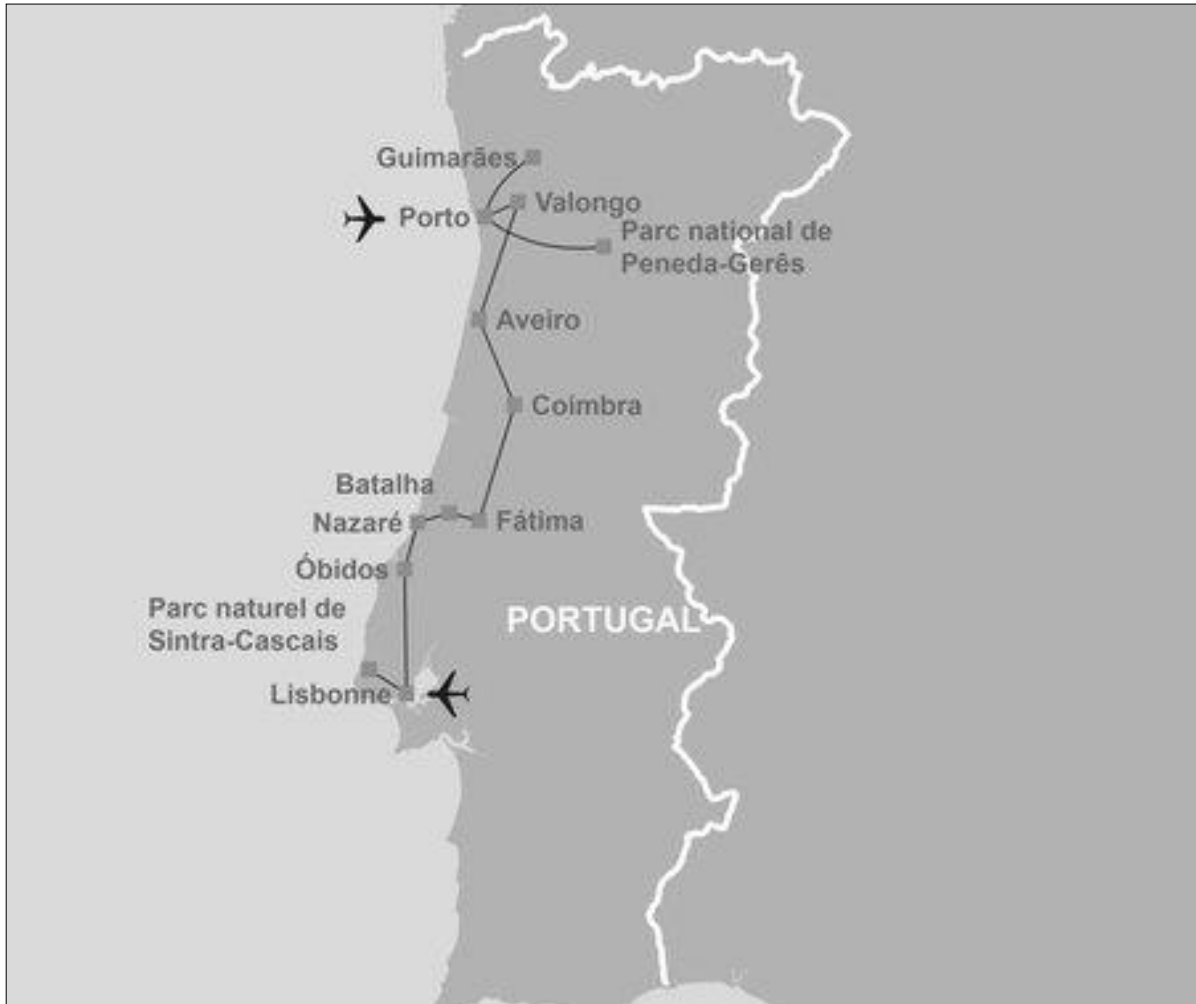 Guimarães
Valongo
Porto
Parc national de
Peneda-Gerês
Aveiro
Coimbra
Batalha
Nazaré
Fátima
Óbidos
Parc naturel de
Sintra-Cascais
PORTUGAL
Lisbonne